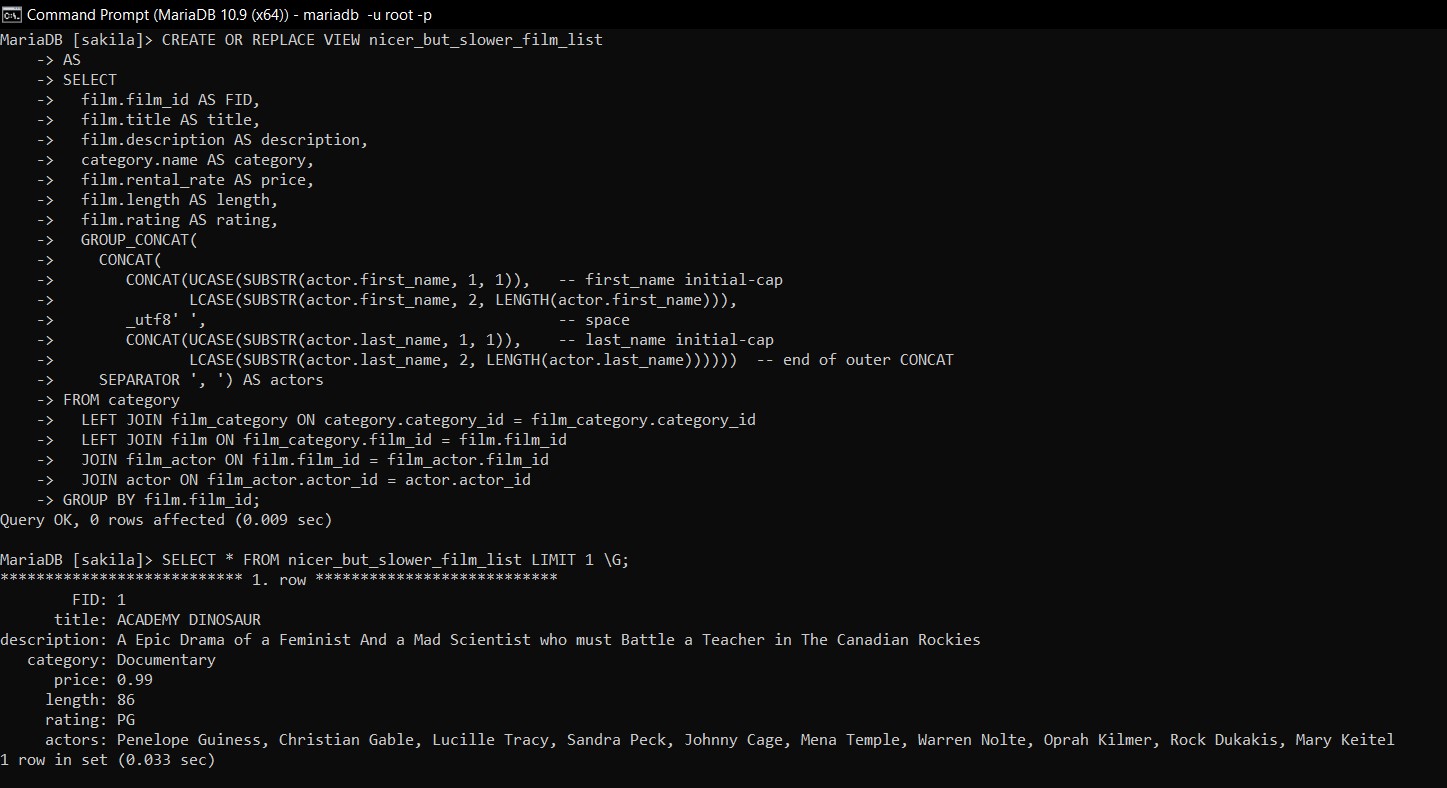 Command Prompt (MariaDB 10.9 (x64)) - mariadb  -u root -p
MariaDB [sakila]> CREATE OR REPLACE VIEW nicer_but_slower_film_list
    -> AS
    -> SELECT
    ->   film.film_id AS FID,
    ->   film.title AS title,
    ->   film.description AS description,
    ->   category.name AS category,
    ->   film.rental_rate AS price,
    ->   film.length AS length,
    ->   film.rating AS rating,
    ->   GROUP_CONCAT(
    ->     CONCAT(
    ->        CONCAT(UCASE(SUBSTR(actor.first_name, 1, 1)),   -- first_name initial-cap
    ->               LCASE(SUBSTR(actor.first_name, 2, LENGTH(actor.first_name))),
    ->        _utf8' ',                                       -- space
    ->        CONCAT(UCASE(SUBSTR(actor.last_name, 1, 1)),    -- last_name initial-cap
    ->               LCASE(SUBSTR(actor.last_name, 2, LENGTH(actor.last_name))))))  -- end of outer CONCAT
    ->     SEPARATOR ', ') AS actors
    -> FROM category
    ->   LEFT JOIN film_category ON category.category_id = film_category.category_id
    ->   LEFT JOIN film ON film_category.film_id = film.film_id
    ->   JOIN film_actor ON film.film_id = film_actor.film_id
    ->   JOIN actor ON film_actor.actor_id = actor.actor_id
    -> GROUP BY film.film_id;
Query OK, 0 rows affected (0.009 sec)
MariaDB [sakila]> SELECT * FROM nicer_but_slower_film_list LIMIT 1 \G;
*************************** 1. row ***************************
        FID: 1
      title: ACADEMY DINOSAUR
description: A Epic Drama of a Feminist And a Mad Scientist who must Battle a Teacher in The Canadian Rockies
   category: Documentary
      price: 0.99
     length: 86
     rating: PG
     actors: Penelope Guiness, Christian Gable, Lucille Tracy, Sandra Peck, Johnny Cage, Mena Temple, Warren Nolte, Oprah Kilmer, Rock Dukakis, Mary Keitel
1 row in set (0.033 sec)